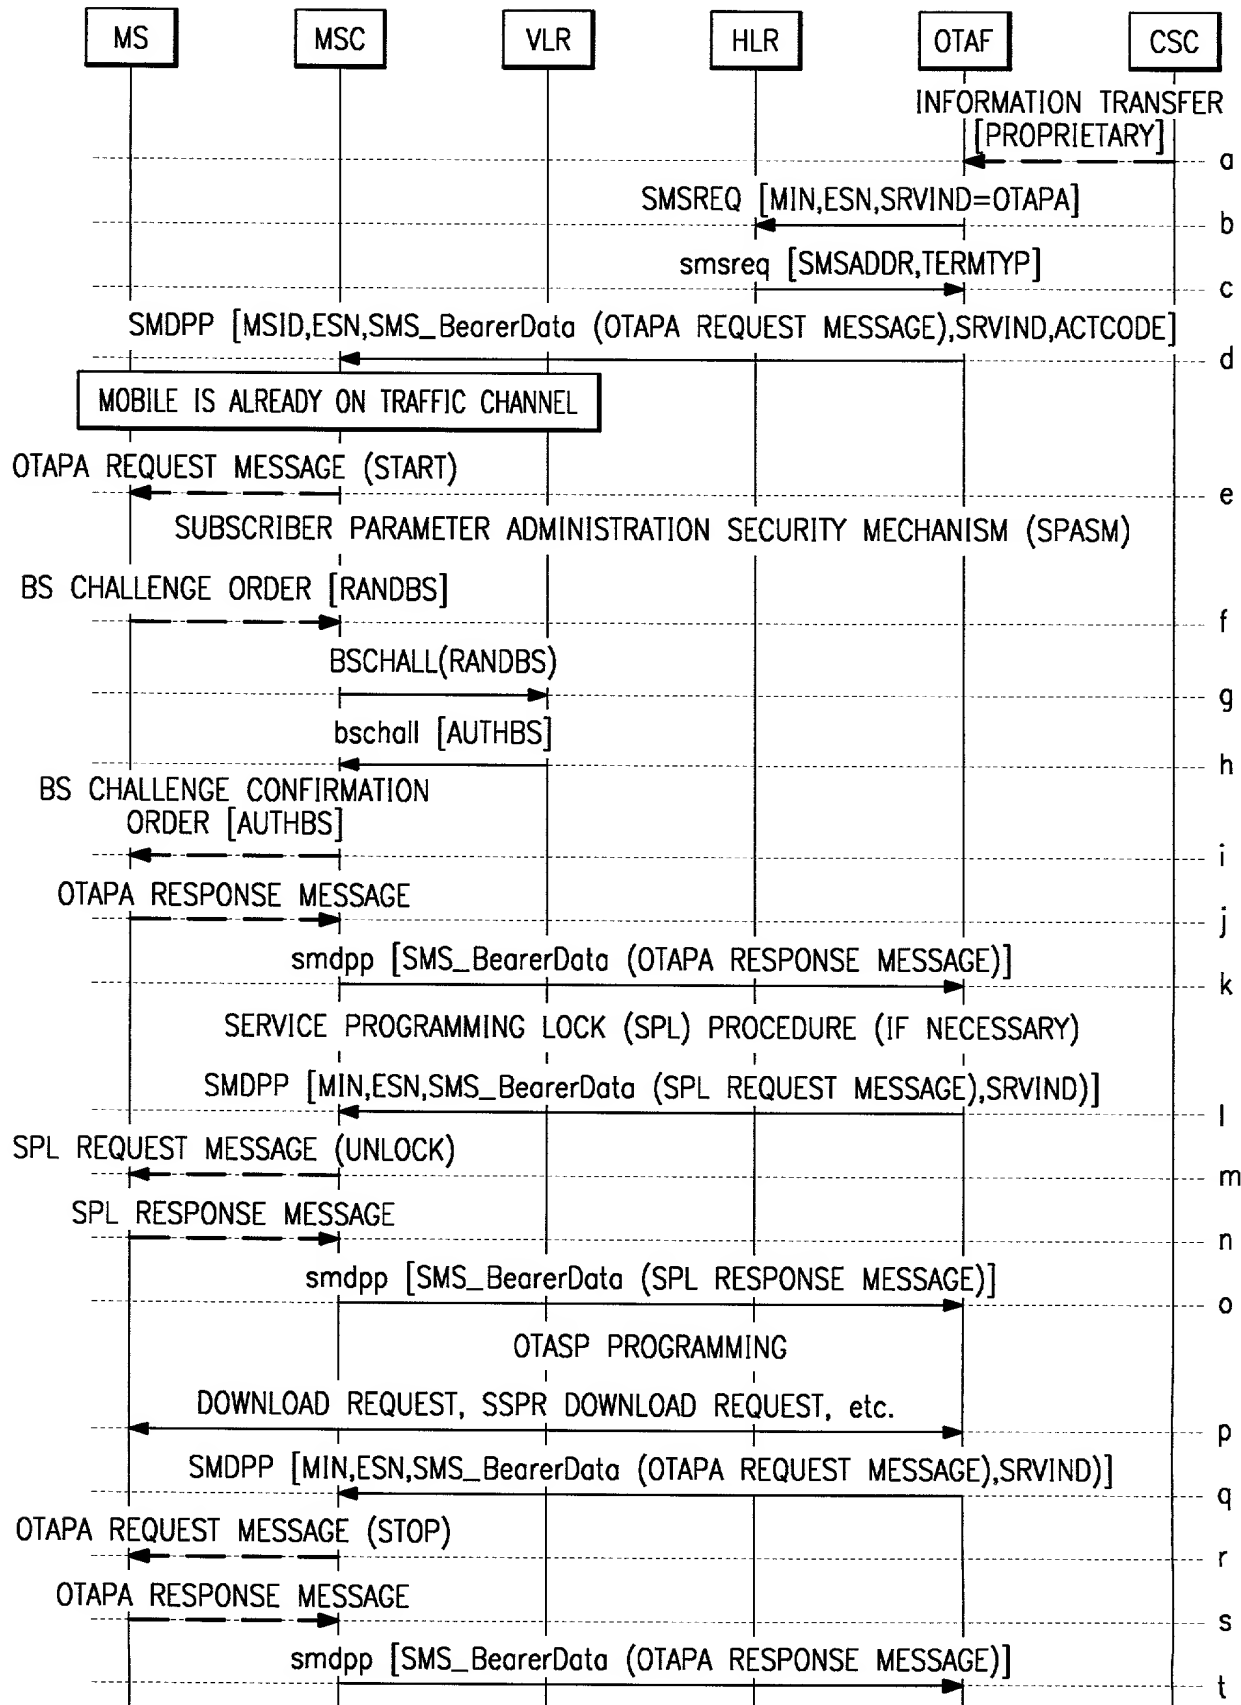 MS MSC VLR HLR OTAF CSC
INFORMATION TRANSFER
[PROPRIETARY]
a
SMSREQ [MIN,ESN,SRVIND=OTAPA]
b
smsreq [SMSADDR,TERMTYP]
c
SMDPP [MSID,ESN,SMS_BearerData (OTAPA REQUEST MESSAGE),SRVIND,ACTCODE]
d
MOBILE IS ALREADY ON TRAFFIC CHANNEL
OTAPA REQUEST MESSAGE (START)
e
SUBSCRIBER PARAMETER ADMINISTRATION SECURITY MECHANISM (SPASM)
BS CHALLENGE ORDER [RANDBS]
f
BSCHALL(RANDBS)
g
bschall [AUTHBS]
h
BS CHALLENGE CONFIRMATION
ORDER [AUTHBS]
i
OTAPA RESPONSE MESSAGE
j
smdpp [SMS_BearerData (OTAPA RESPONSE MESSAGE)]
k
SERVICE PROGRAMMING LOCK (SPL) PROCEDURE (IF NECESSARY)
SMDPP [MIN,ESN,SMS_BearerData (SPL REQUEST MESSAGE),SRVIND)]
l
SPL REQUEST MESSAGE (UNLOCK)
m
SPL RESPONSE MESSAGE
n
smdpp [SMS_BearerData (SPL RESPONSE MESSAGE)]
o
OTASP PROGRAMMING
DOWNLOAD REQUEST, SSPR DOWNLOAD REQUEST, etc.
p
SMDPP [MIN,ESN,SMS_BearerData (OTAPA REQUEST MESSAGE),SRVIND)]
q
OTAPA REQUEST MESSAGE (STOP)
r
OTAPA RESPONSE MESSAGE
s
smdpp [SMS_BearerData (OTAPA RESPONSE MESSAGE)]
t